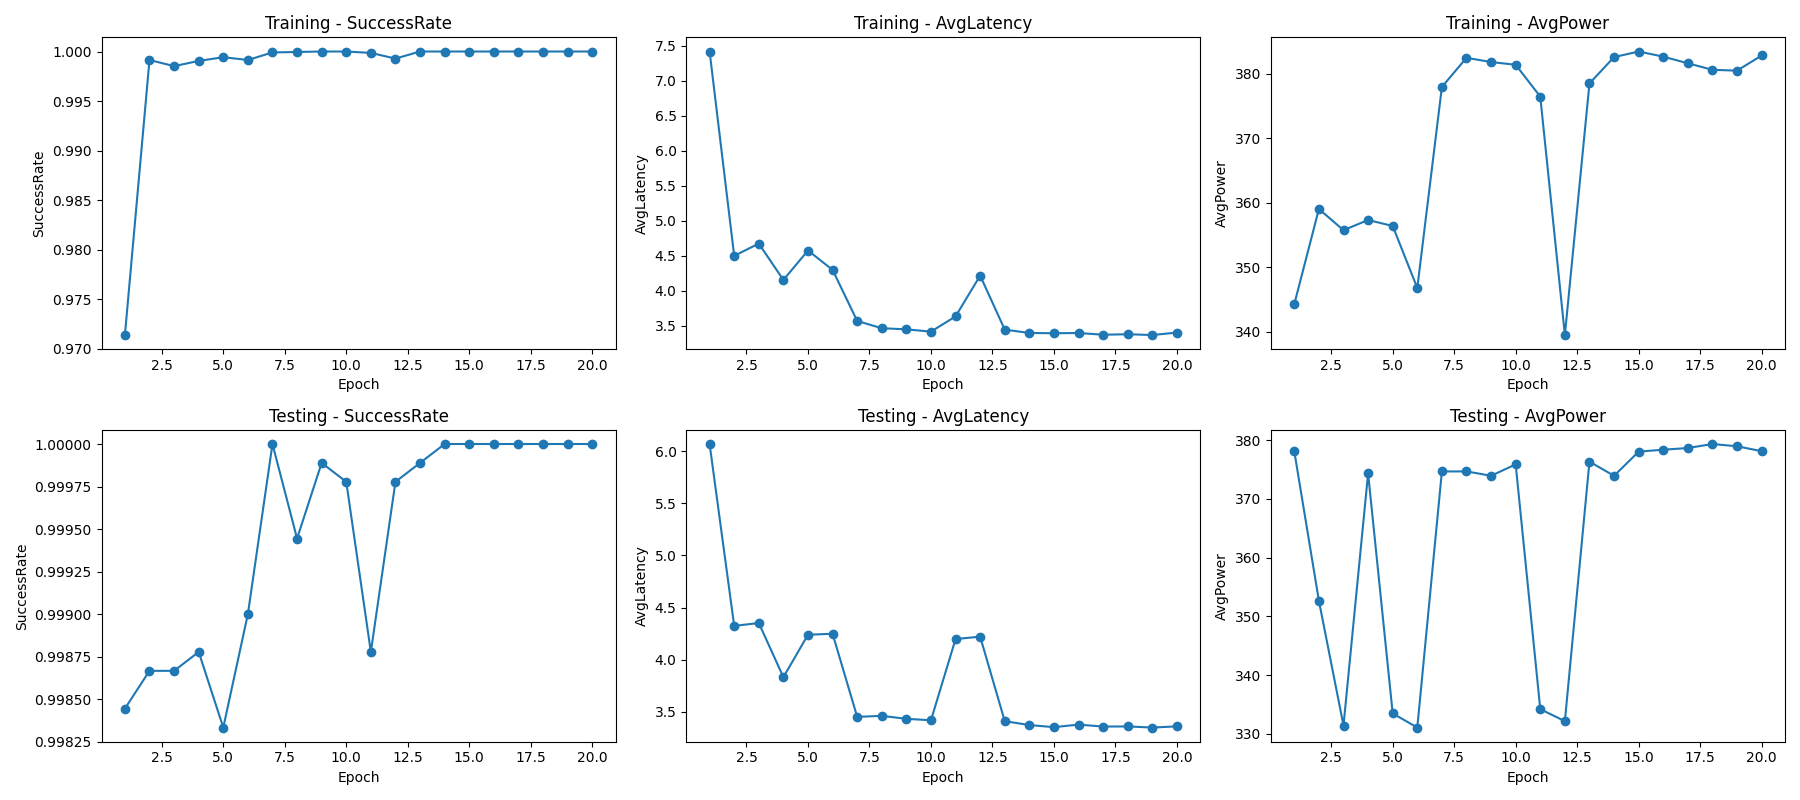 Training - SuccessRate
SuccessRate
1.000
0.995
0.990
0.985
0.980
0.975
0.970
2.5 5.0 7.5 10.0 12.5 15.0 17.5 20.0
Epoch
Training - AvgLatency
AvgLatency
7.5
7.0
6.5
6.0
5.5
5.0
4.5
4.0
3.5
2.5 5.0 7.5 10.0 12.5 15.0 17.5 20.0
Epoch
Training - AvgPower
AvgPower
380
370
360
350
340
2.5 5.0 7.5 10.0 12.5 15.0 17.5 20.0
Epoch
Testing - SuccessRate
SuccessRate
1.00000
0.99975
0.99950
0.99925
0.99900
0.99875
0.99850
0.99825
2.5 5.0 7.5 10.0 12.5 15.0 17.5 20.0
Epoch
Testing - AvgLatency
AvgLatency
6.0
5.5
5.0
4.5
4.0
3.5
2.5 5.0 7.5 10.0 12.5 15.0 17.5 20.0
Epoch
Testing - AvgPower
AvgPower
380
370
360
350
340
330
2.5 5.0 7.5 10.0 12.5 15.0 17.5 20.0
Epoch